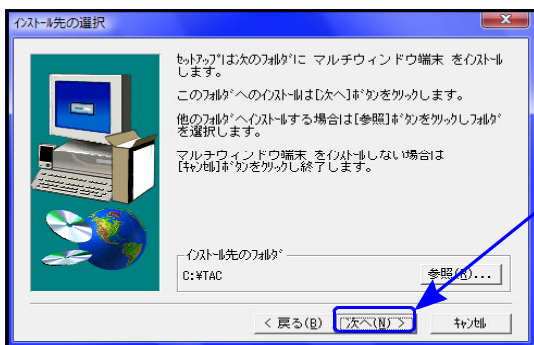 インストール先の選択
セットアップは次のフォルダに マルチウィンドウ端末 をインストール
します。
このフォルダへのインストールは[次へ]ボタンをクリックします。
他のフォルダへインストールする場合は[参照]ボタンをクリックしフォルダ
を選択します。
マルチウィンドウ端末 をインストールしない場合は
[キャンセル]ボタンをクリックし終了します。
インストール先のフォルダ
C:¥TAC
参照(R)...
< 戻る(B)
次へ(N) >
キャンセル